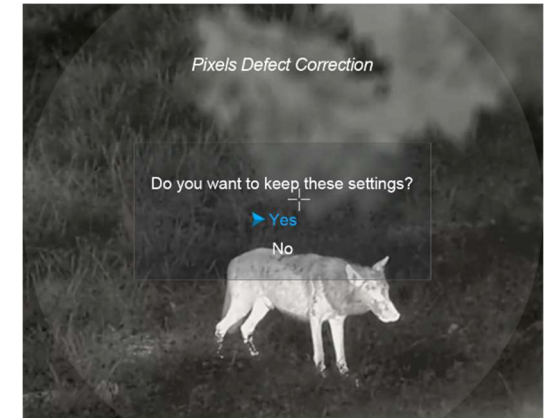 Pixels Defect Correction
Do you want to keep these settings?
Yes
No